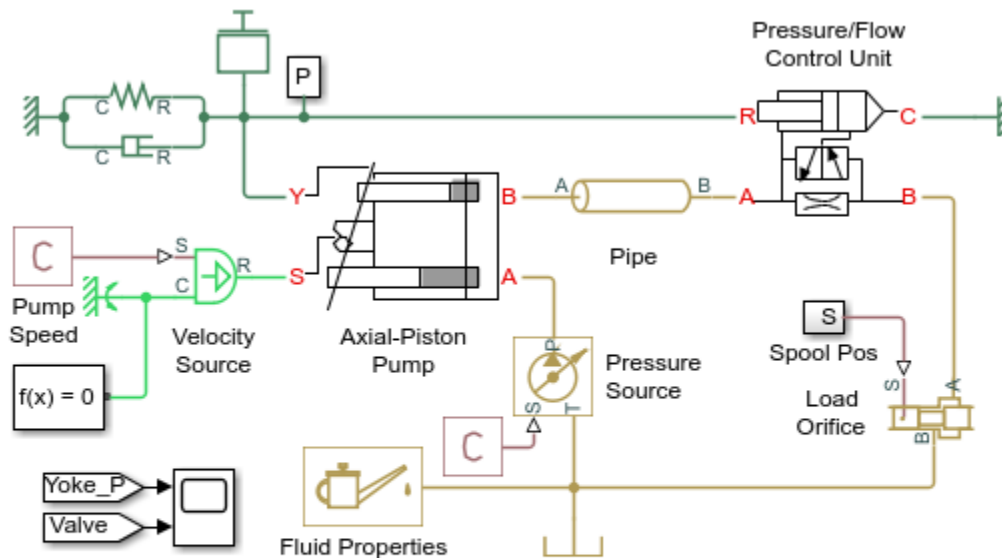 Pressure/Flow
Control Unit
P
C R
C R
R
C
Y
B
A B
A
B
C
S
R
C
S
A
Pump
Speed
Velocity
Source
Axial-Piston
Pump
Pipe
P
S
T
Pressure
Source
S
Spool Pos
S
A
B
Load
Orifice
f(x) = 0
C
Yoke_P
Valve
Fluid Properties